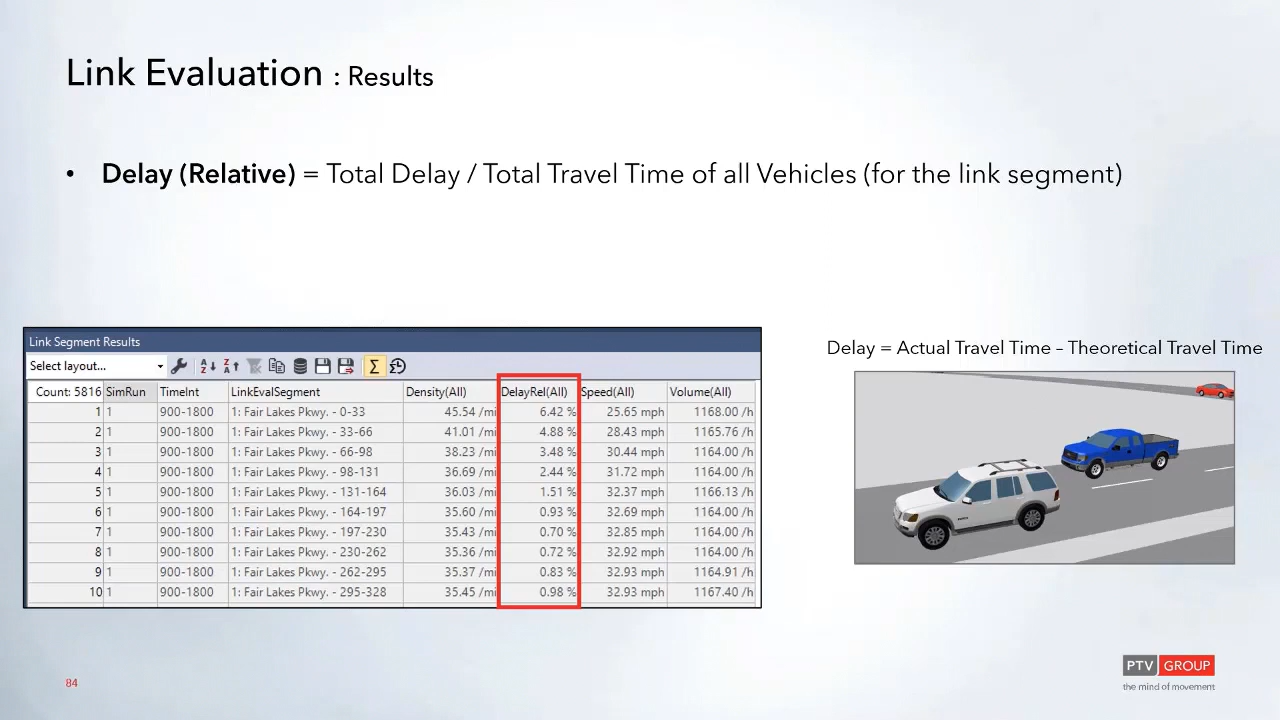 Link Evaluation : Results
• Delay (Relative) = Total Delay / Total Travel Time of all Vehicles (for the link segment)
Link Segment Results
Select layout...
Count: 5816 SimRun TimeInt LinkEvalSegment Density(All) DelayRel(All) Speed(All) Volume(All)
1 1 900-1800 1: Fair Lakes Pkwy. - 0-33 45.54 /mi 6.42 % 25.65 mph 1168.00 /h
2 1 900-1800 1: Fair Lakes Pkwy. - 33-66 41.01 /mi 4.88 % 28.43 mph 1165.76 /h
3 1 900-1800 1: Fair Lakes Pkwy. - 66-98 38.23 /mi 3.48 % 30.44 mph 1164.00 /h
4 1 900-1800 1: Fair Lakes Pkwy. - 98-131 36.69 /mi 2.44 % 31.72 mph 1164.00 /h
5 1 900-1800 1: Fair Lakes Pkwy. - 131-164 36.03 /mi 1.51 % 32.37 mph 1166.13 /h
6 1 900-1800 1: Fair Lakes Pkwy. - 164-197 35.60 /mi 0.93 % 32.69 mph 1164.00 /h
7 1 900-1800 1: Fair Lakes Pkwy. - 197-230 35.43 /mi 0.70 % 32.85 mph 1164.00 /h
8 1 900-1800 1: Fair Lakes Pkwy. - 230-262 35.36 /mi 0.72 % 32.92 mph 1164.00 /h
9 1 900-1800 1: Fair Lakes Pkwy. - 262-295 35.37 /mi 0.83 % 32.93 mph 1164.91 /h
10 1 900-1800 1: Fair Lakes Pkwy. - 295-328 35.45 /mi 0.98 % 32.93 mph 1167.40 /h
Delay = Actual Travel Time – Theoretical Travel Time
84
PTV GROUP
the mind of movement